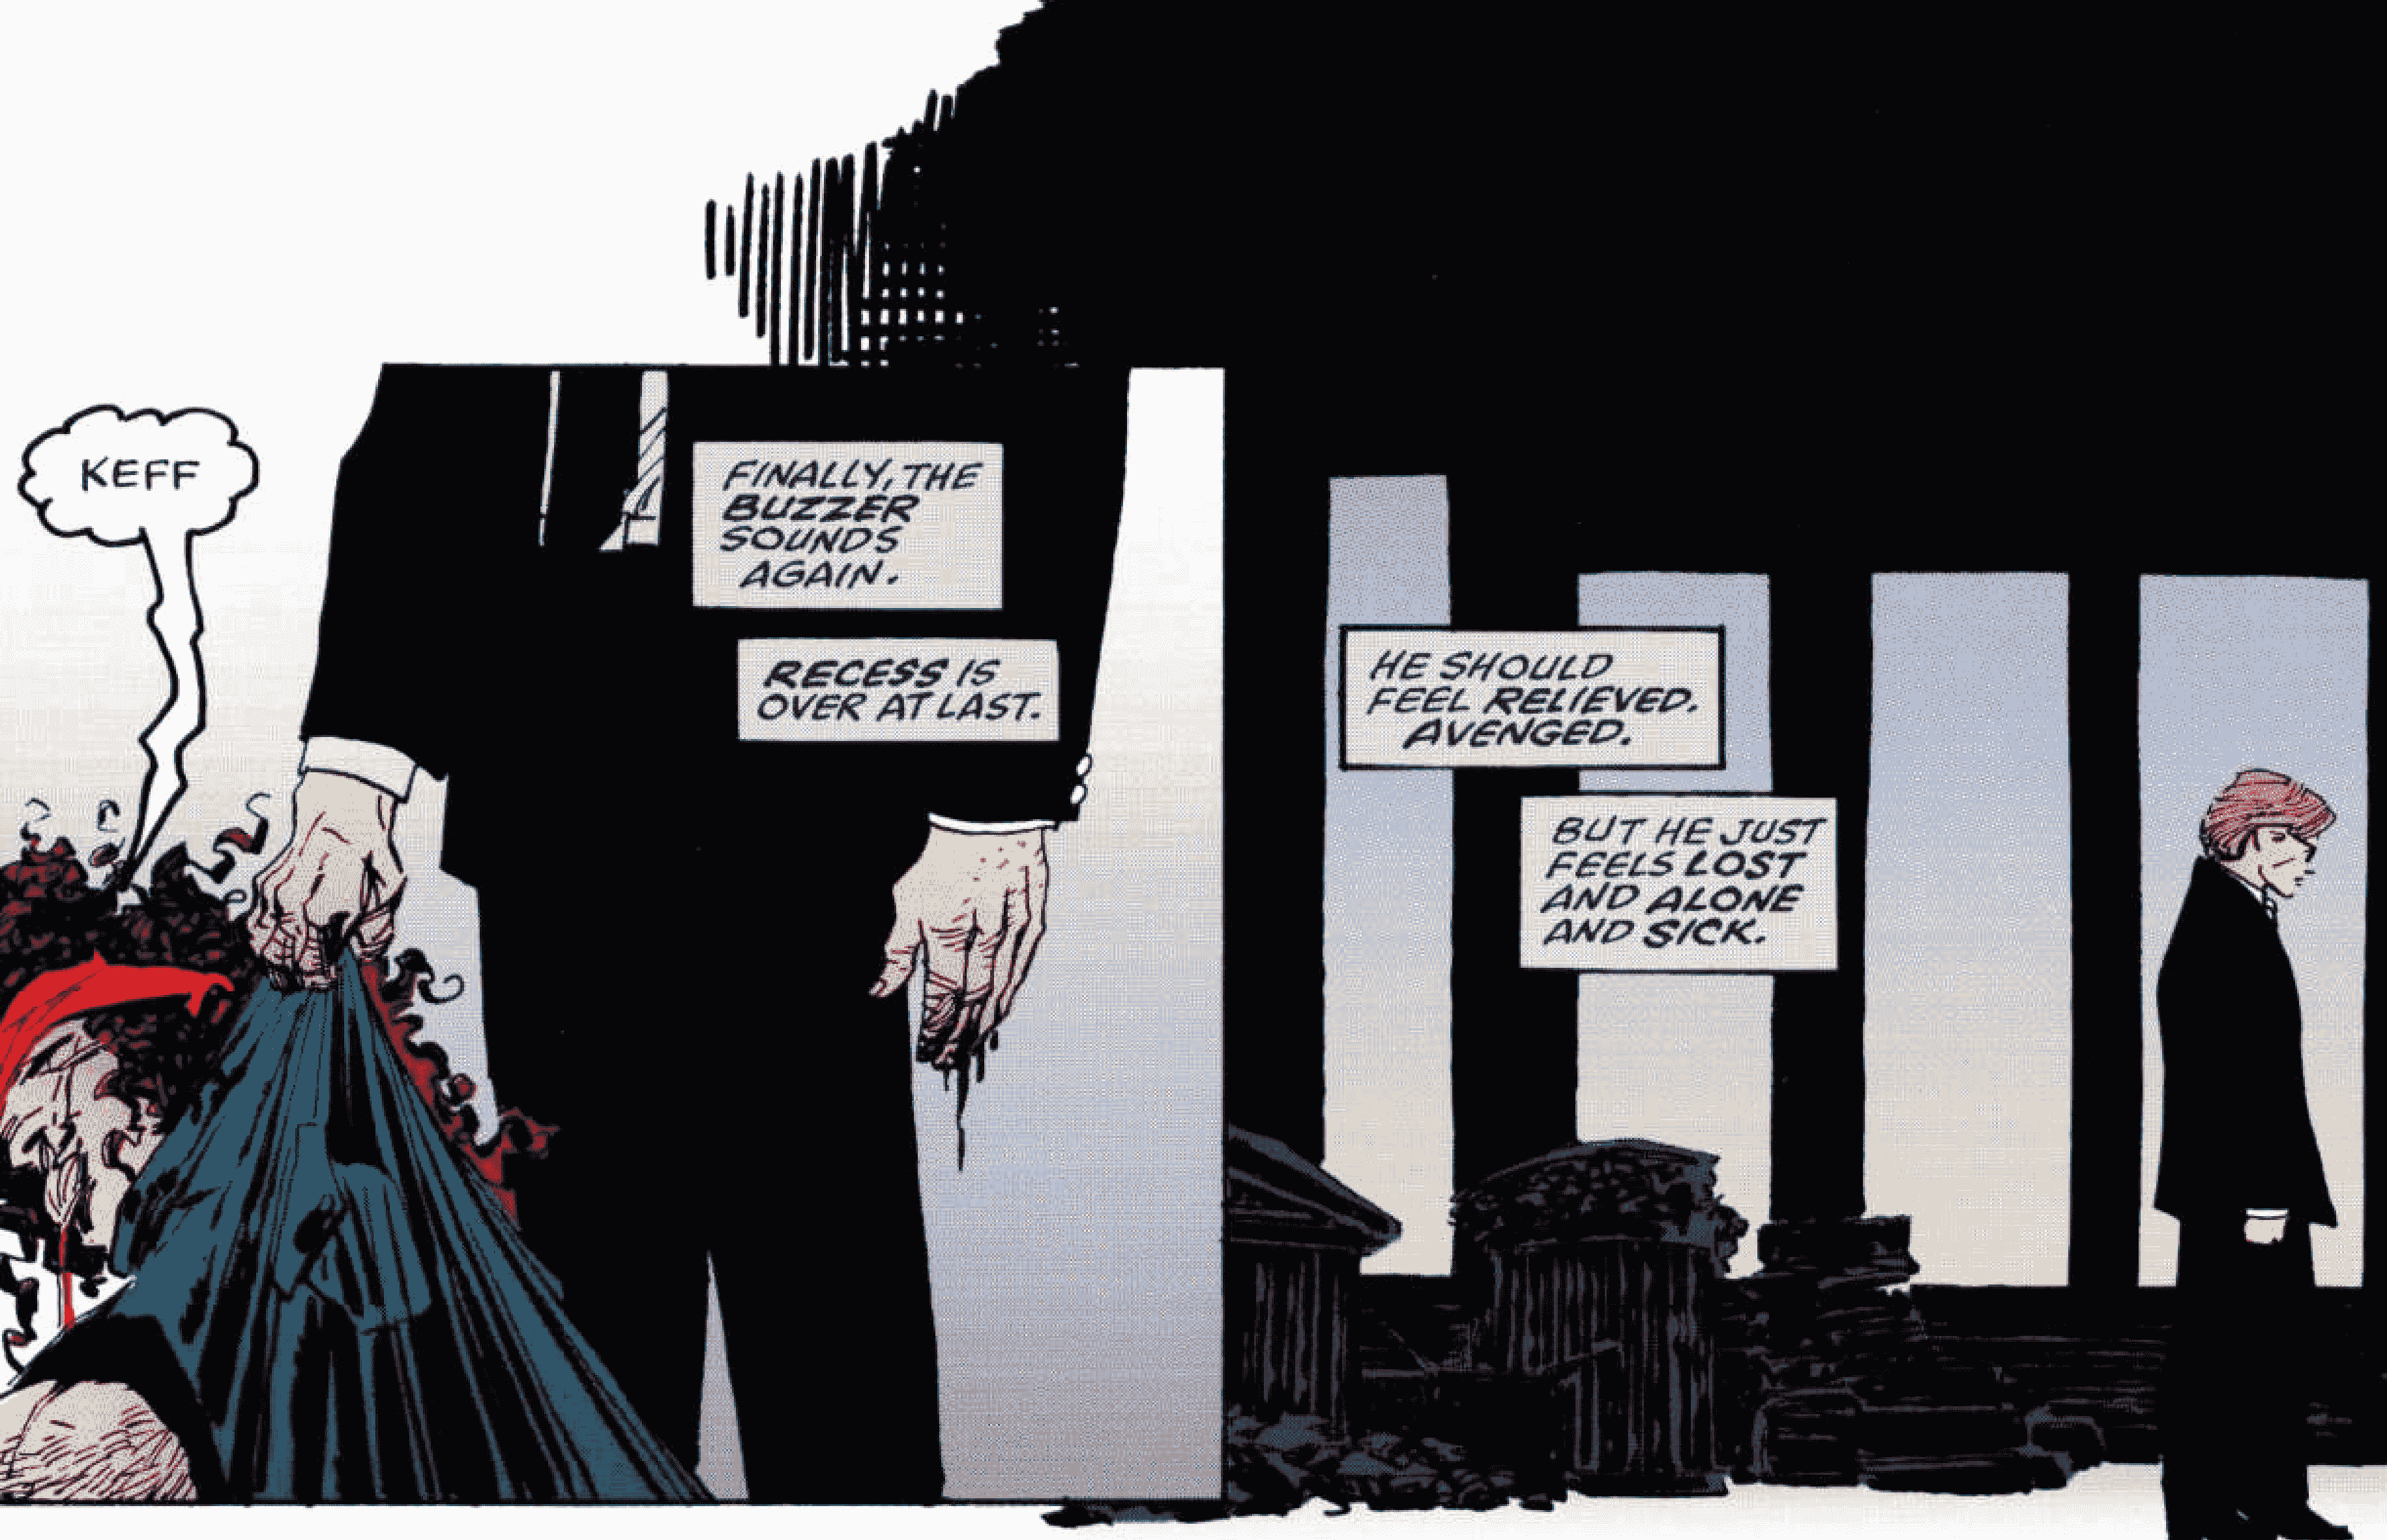 KEFF
FINALLY, THE
BUZZER
SOUNDS
AGAIN.
RECESS IS
OVER AT LAST.
HE SHOULD
FEEL RELIEVED.
AVENGED.
BUT HE JUST
FEELS LOST
AND ALONE
AND SICK.